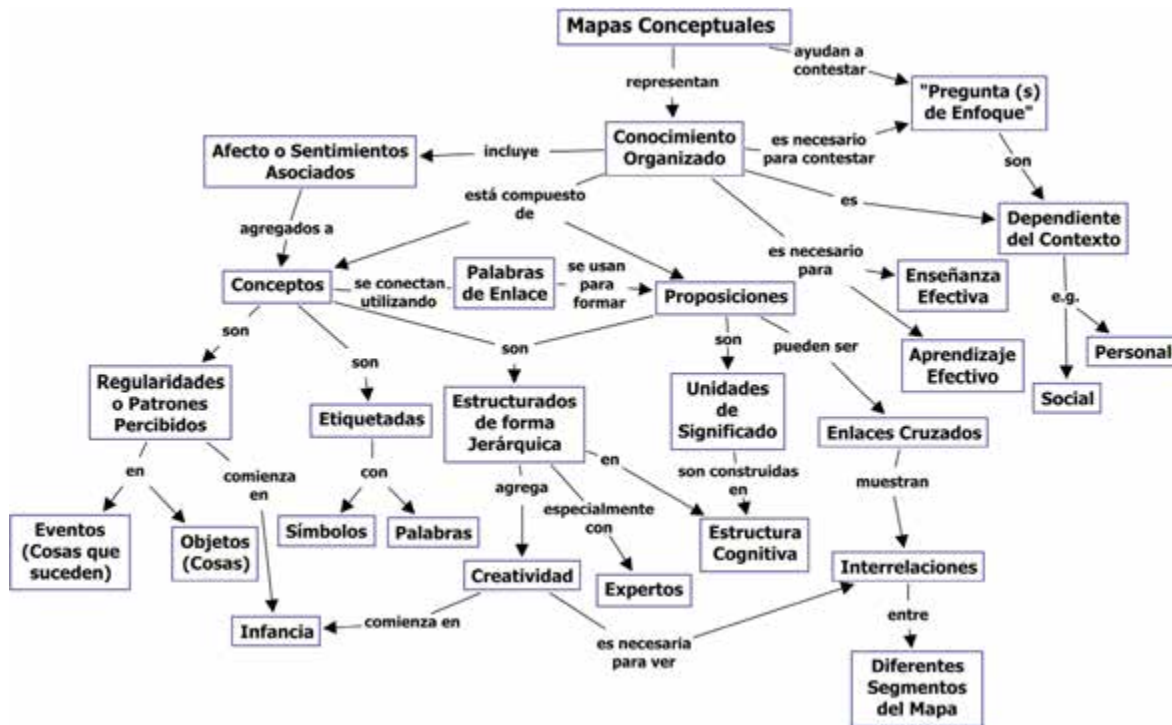 Mapas Conceptuales
ayudan a
contestar
representan
"Pregunta (s)
de Enfoque"
Conocimiento
Organizado
es necesario
para contestar
Afecto o Sentimientos
Asociados
incluye
son
está compuesto
de
es
Dependiente
del Contexto
agregados a
es necesario
para
Conceptos
se conectan
utilizando
Palabras
de Enlace
se usan
para
formar
Proposiciones
Enseñanza
Efectiva
e.g.
son
son
son
son
pueden ser
Aprendizaje
Efectivo
Personal
Social
Regularidades
o Patrones
Percibidos
Etiquetadas
Estructurados
de forma
Jerárquica
Unidades
de
Significado
Enlaces Cruzados
en
comienza
en
con
agrega
en
son construidas
en
muestran
especialmente
con
Eventos
(Cosas que
suceden)
Objetos
(Cosas)
Símbolos
Palabras
Estructura
Cognitiva
Creatividad
Expertos
Interrelaciones
Infancia
comienza en
es necesaria
para ver
entre
Diferentes
Segmentos
del Mapa